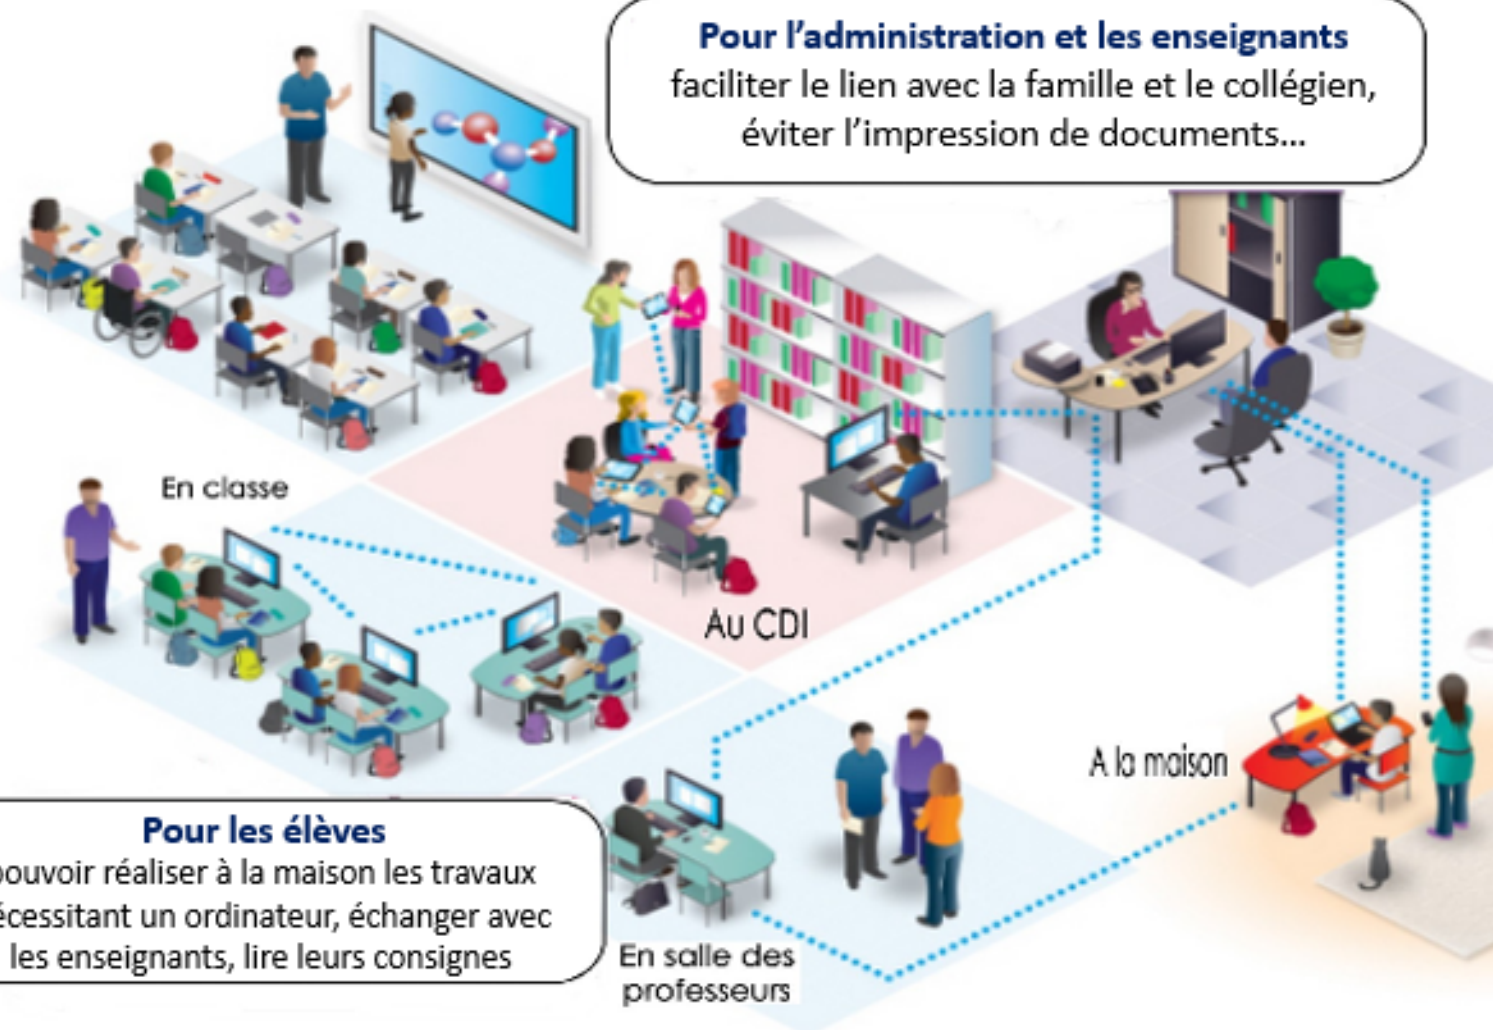 Pour l’administration et les enseignants
faciliter le lien avec la famille et le collégien,
éviter l’impression de documents...
En classe
Au CDI
A la maison
Pour les élèves
pouvoir réaliser à la maison les travaux
nécessitant un ordinateur, échanger avec
les enseignants, lire leurs consignes
En salle des
professeurs